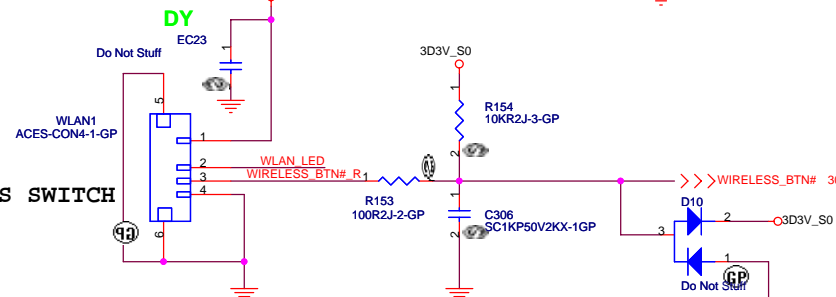 DY
EC23
1
Do Not Stuff
3D3V_S0
5
WLAN1
ACES-CON4-1-GP
1
R154
10KR2J-3-GP
1
2
2
WLAN_LED
3
WIRELESS_BTN#_R
1
WIRELESS_BTN#
4
S SWITCH
R153
100R2J-2-GP
1
C306
SC1KP50V2KX-1GP
2
D10
2
3D3V_S0
3
6
1
GP
GP
Do Not Stuff